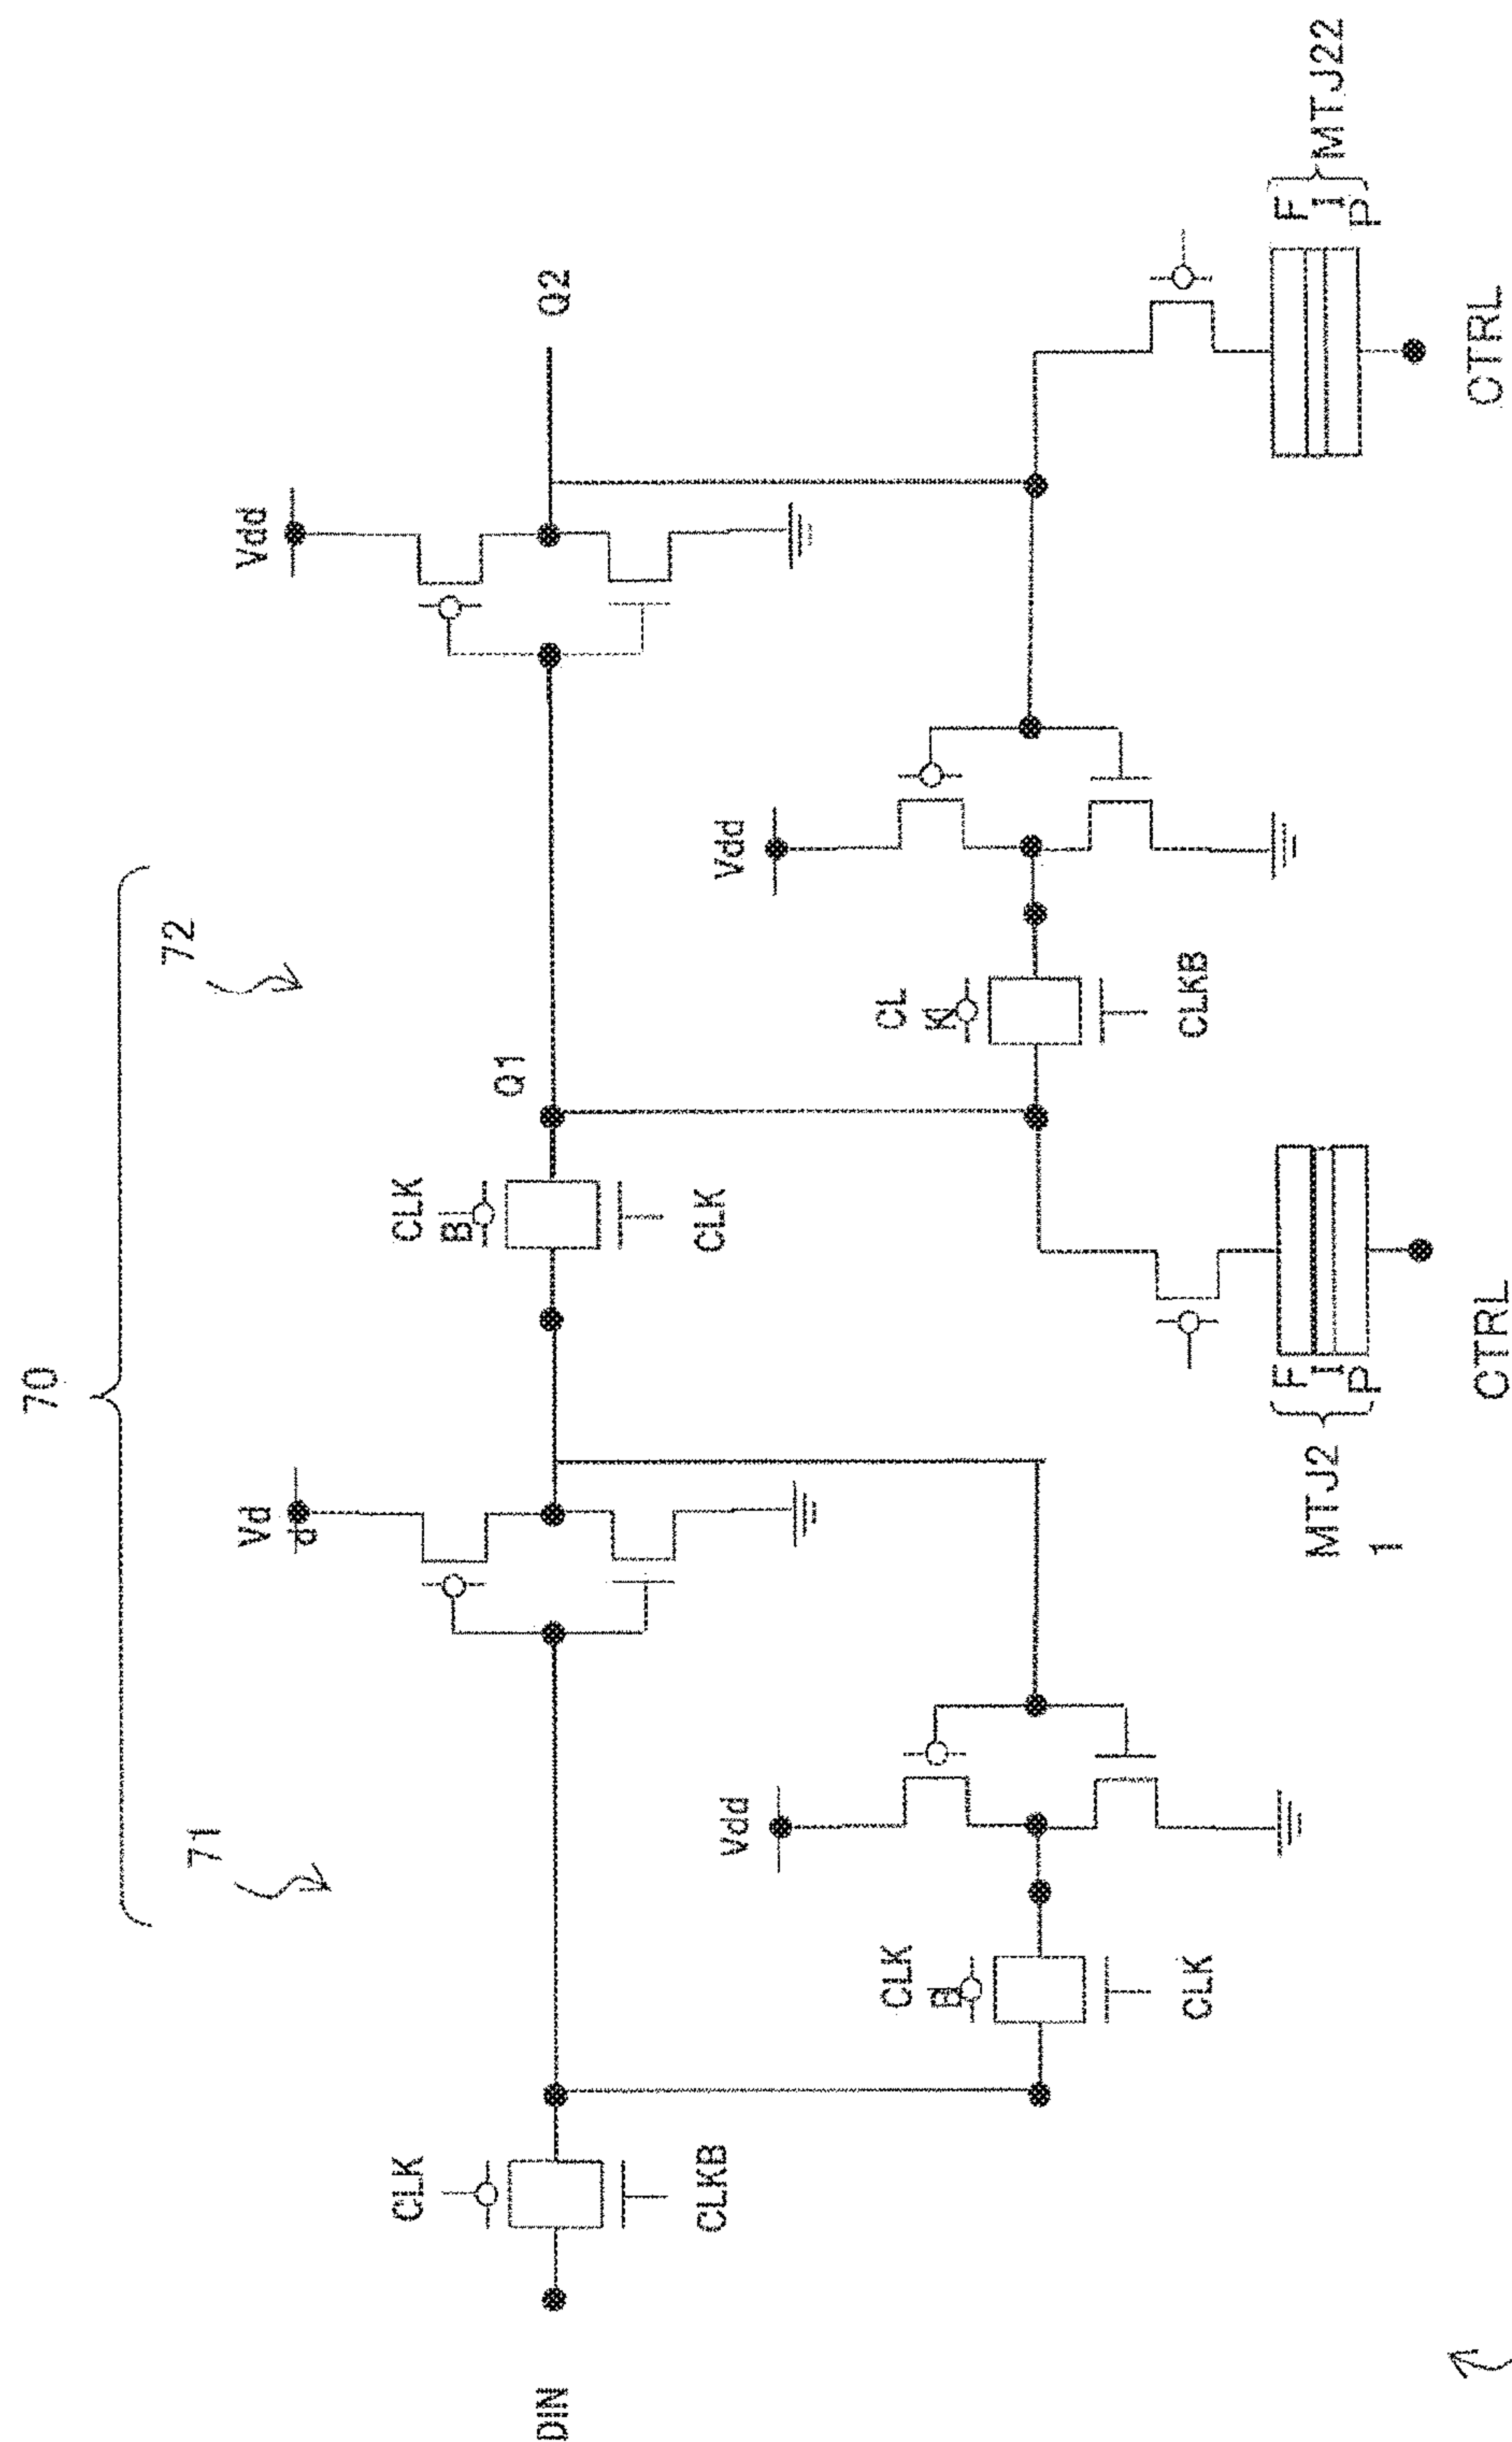 70
71
72
Vd
d
Vdd
DIN
CLK
CLKB
CLK
B
CLK
Q1
Q2
Vdd
CLK
B
CLK
Vdd
CL
K
CLKB
MTJ2
1
F
I
P
F
I
P
MTJ22
CTRL
CTRL